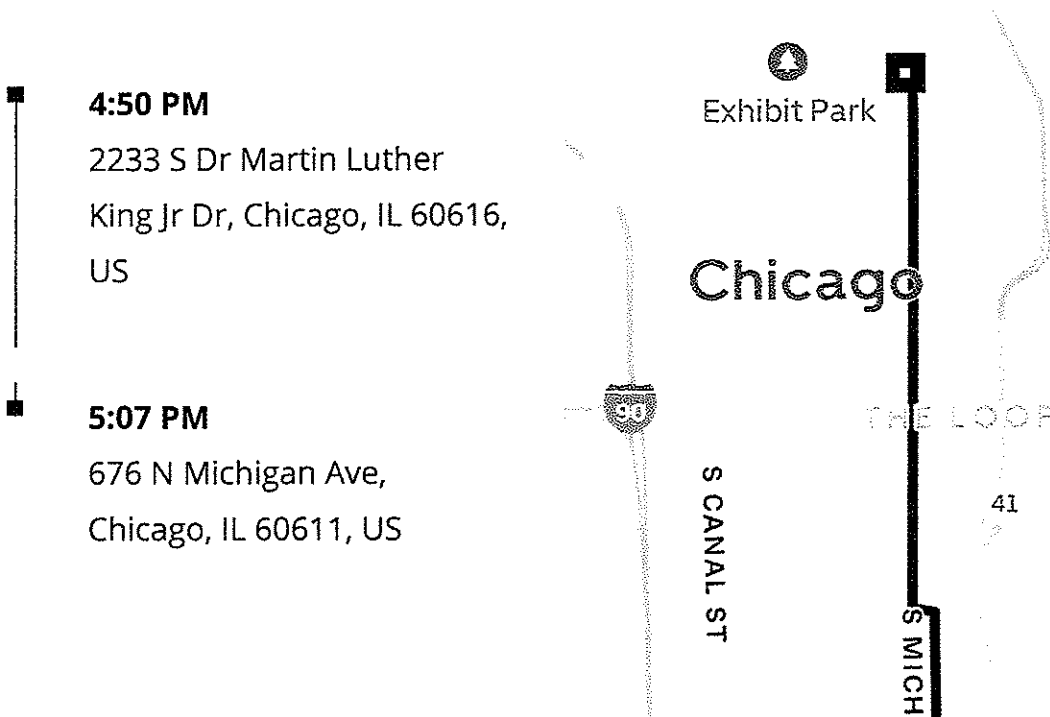 4:50 PM
2233 S Dr Martin Luther
King Jr Dr, Chicago, IL 60616,
US
5:07 PM
676 N Michigan Ave,
Chicago, IL 60611, US
Exhibit Park
Chicago
90
THE LOOP
41
S CANAL ST
S MICH